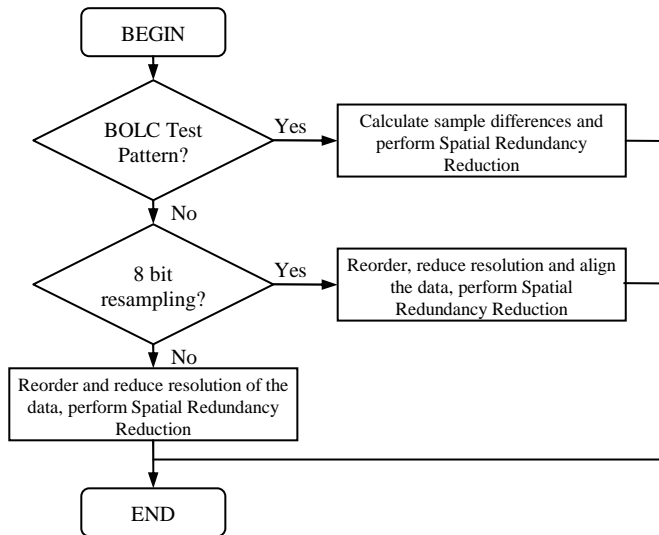 BEGIN
BOLC Test
Pattern?
Yes
Calculate sample differences and
perform Spatial Redundancy
Reduction
No
8 bit
resampling?
Yes
Reorder, reduce resolution and align
the data, perform Spatial
Redundancy Reduction
No
Reorder and reduce resolution of the
data, perform Spatial Redundancy
Reduction
END